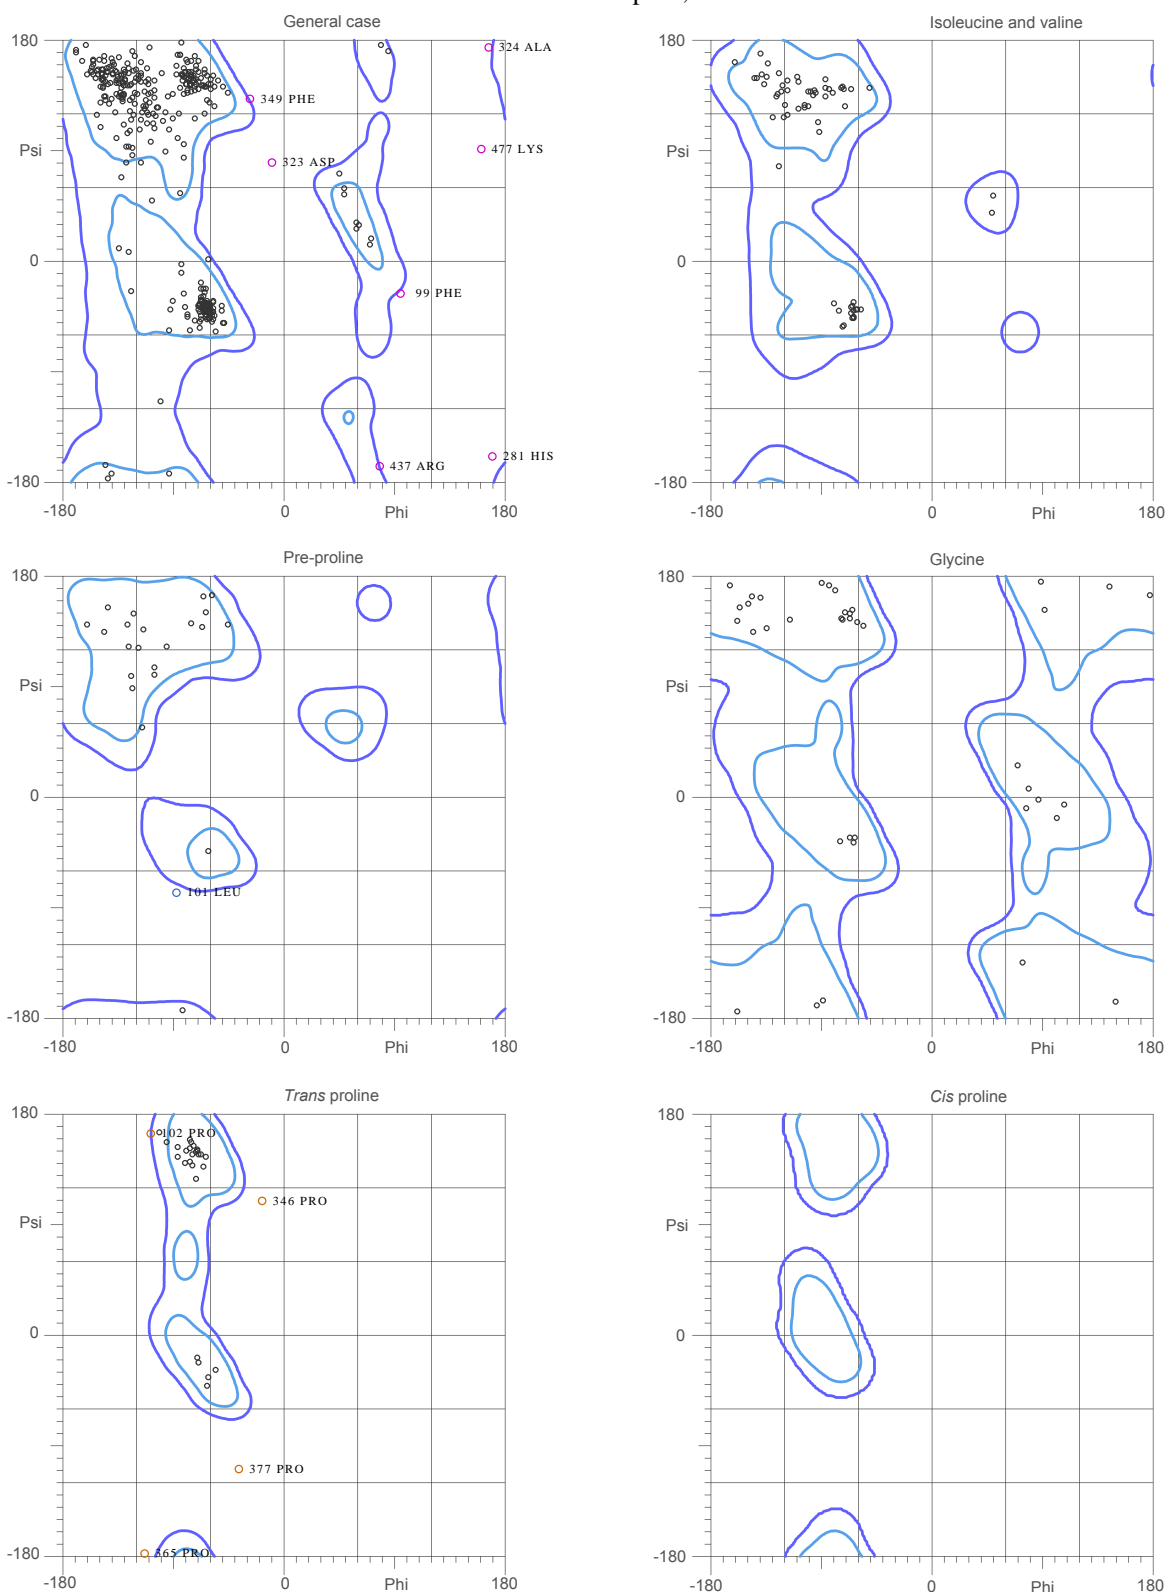 General case
Isoleucine and valine
180
324 ALA
349 PHE
Psi
477 LYS
323 ASP
0
99 PHE
437 ARG
281 HIS
-180
-180
0
Phi
180
180
Psi
0
-180
-180
0
Phi
180
Pre-proline
Glycine
180
Psi
0
101 LEU
-180
-180
0
Phi
180
180
Psi
0
-180
-180
0
Phi
180
Trans proline
Cis proline
180
102 PRO
346 PRO
Psi
0
377 PRO
365 PRO
-180
-180
0
Phi
180
180
Psi
0
-180
-180
0
Phi
180